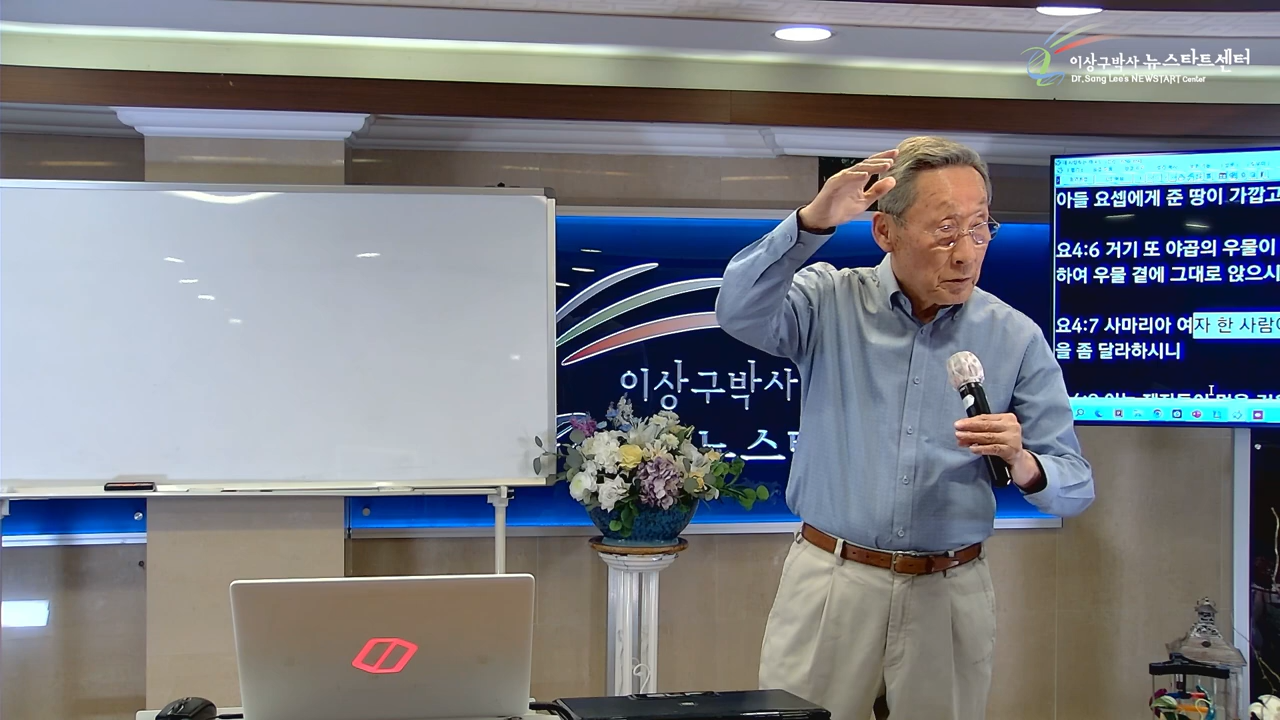 이상구박사 뉴스타트센터
Dr. Sang Lee's NEWSTART Center
아들 요셉에게 준 땅이 가깝고
요4:6 거기 또 야곱의 우물이
하여 우물 곁에 그대로 앉으시
요4:7 사마리아 여자 한 사람이
을 좀 달라하시니
이상구박사
뉴스타